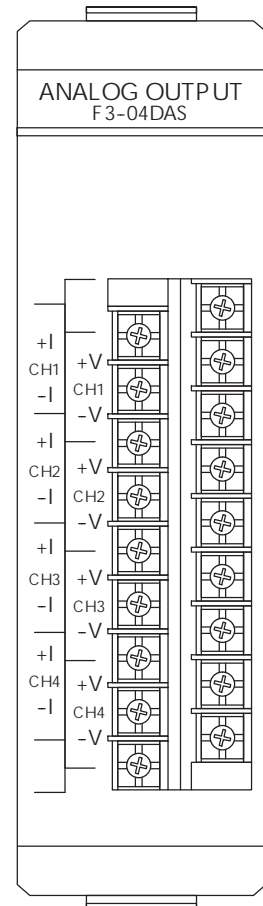 ANALOG OUTPUT
F3-04DAS
+I
CH1
-I
+V
CH1
-V
+I
CH2
-I
+V
CH2
-V
+I
CH3
-I
+V
CH3
-V
+I
CH4
-I
+V
CH4
-V